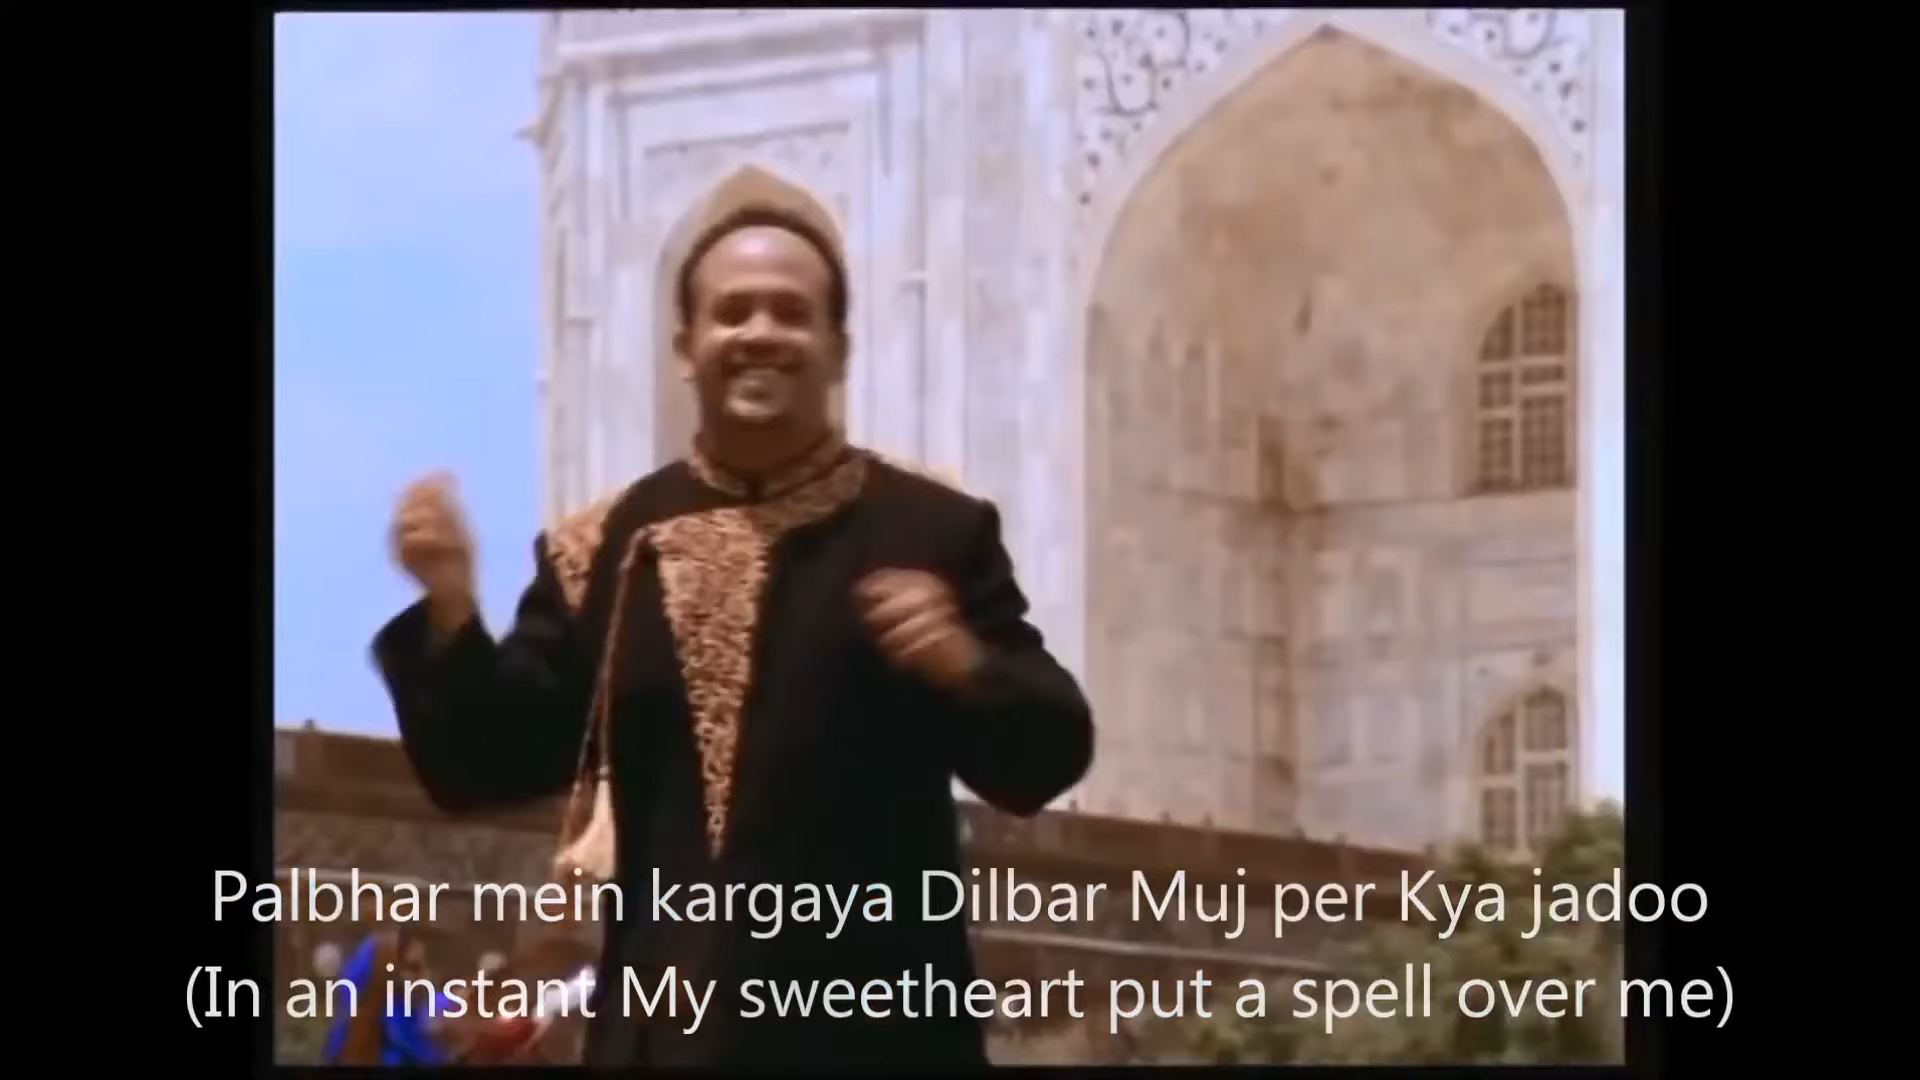 Palbhar mein kargaya Dilbar Muj per Kya jadoo
(In an instant My sweetheart put a spell over me)